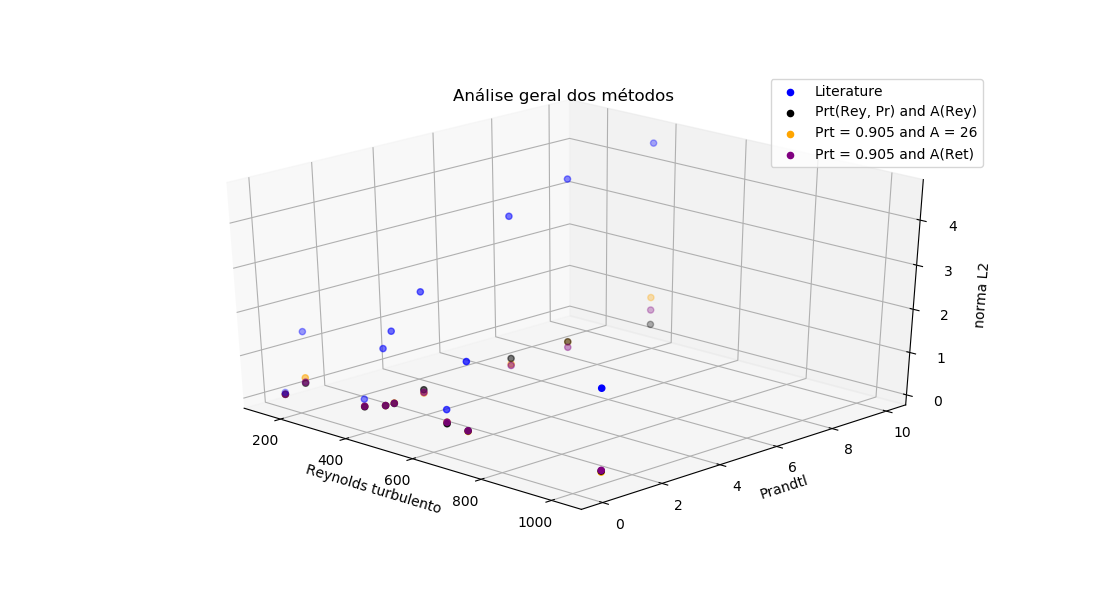 Análise geral dos métodos
Literature
Prt(Rey, Pr) and A(Rey)
Prt = 0.905 and A = 26
Prt = 0.905 and A(Ret)
4
3
2
1
0
norma L2
200
400
600
800
1000
Reynolds turbulento
0
2
4
6
8
10
Prandtl